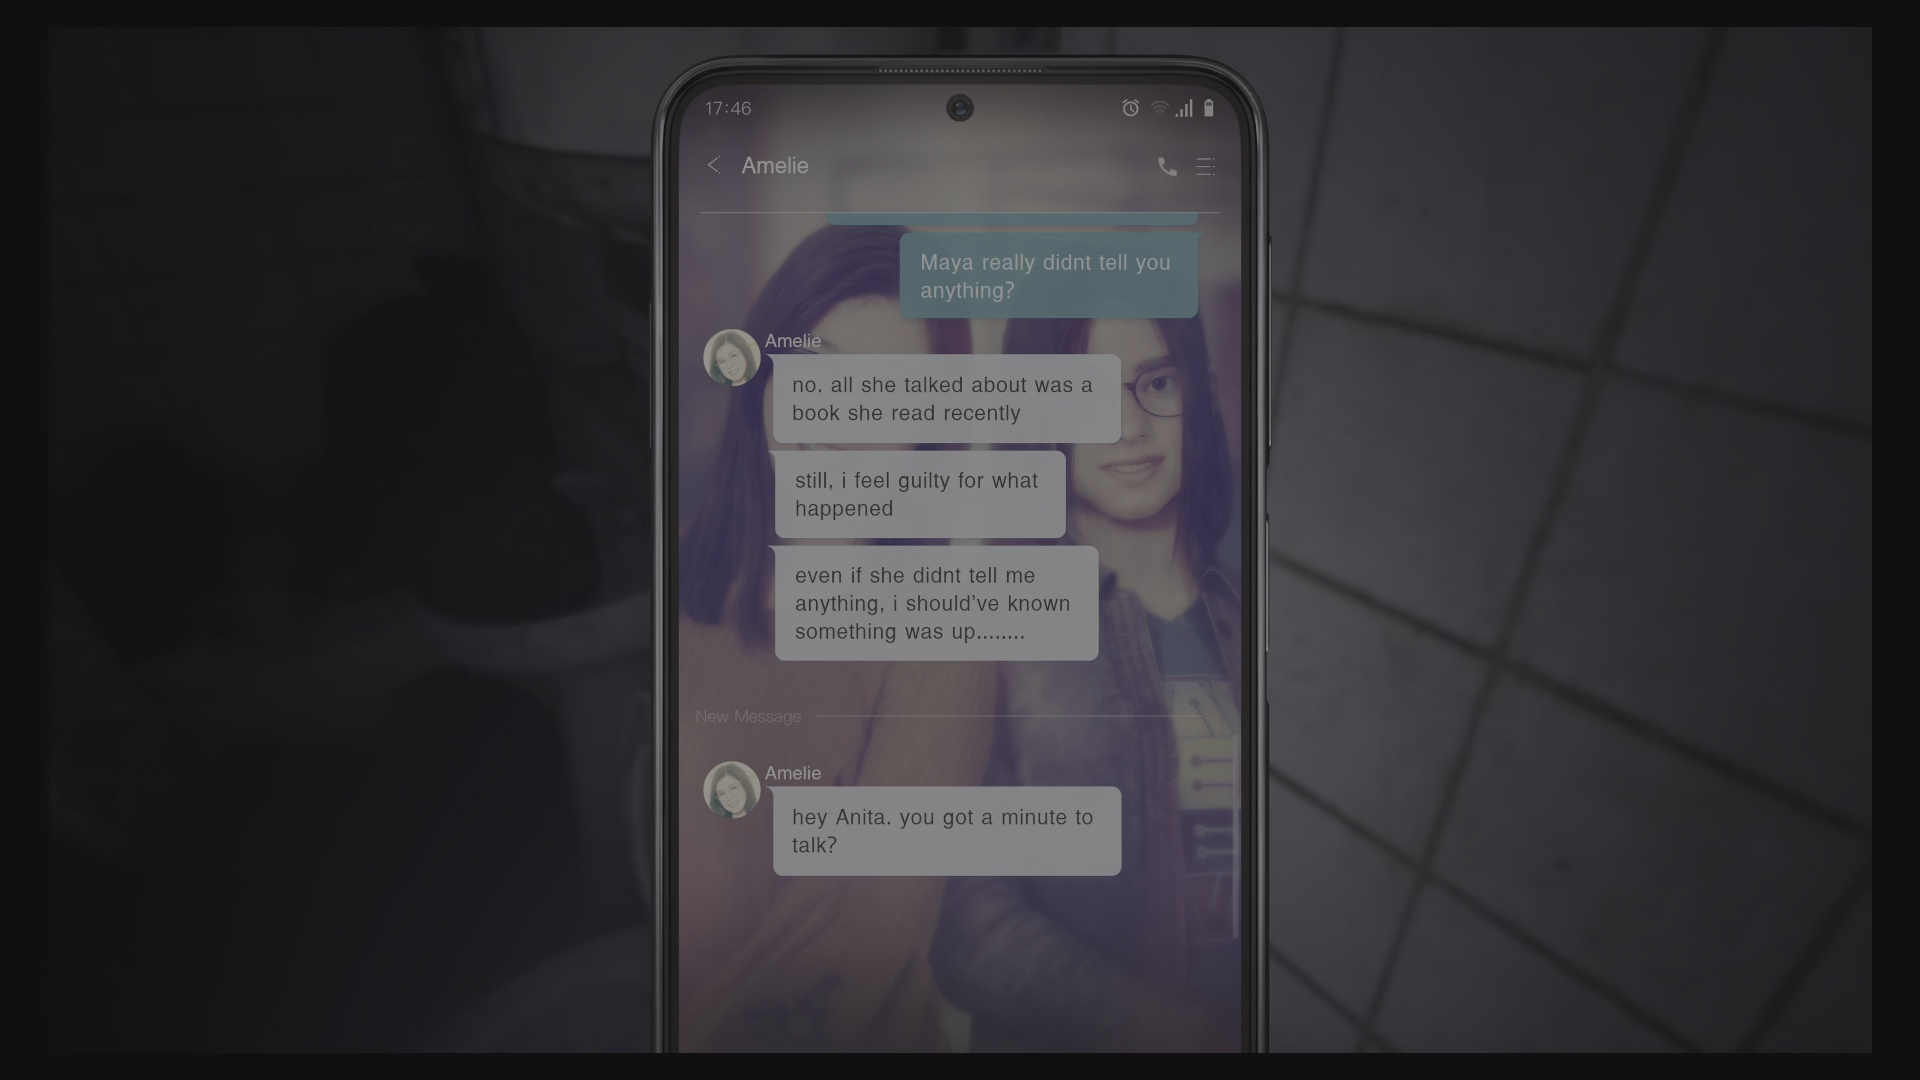 17:46
Amelie
Maya really didnt tell you
anything?
Amelie
no. all she talked about was a
book she read recently
still, i feel guilty for what
happened
even if she didnt tell me
anything, i should've known
something was up........
New Message
Amelie
hey Anita. you got a minute to
talk?